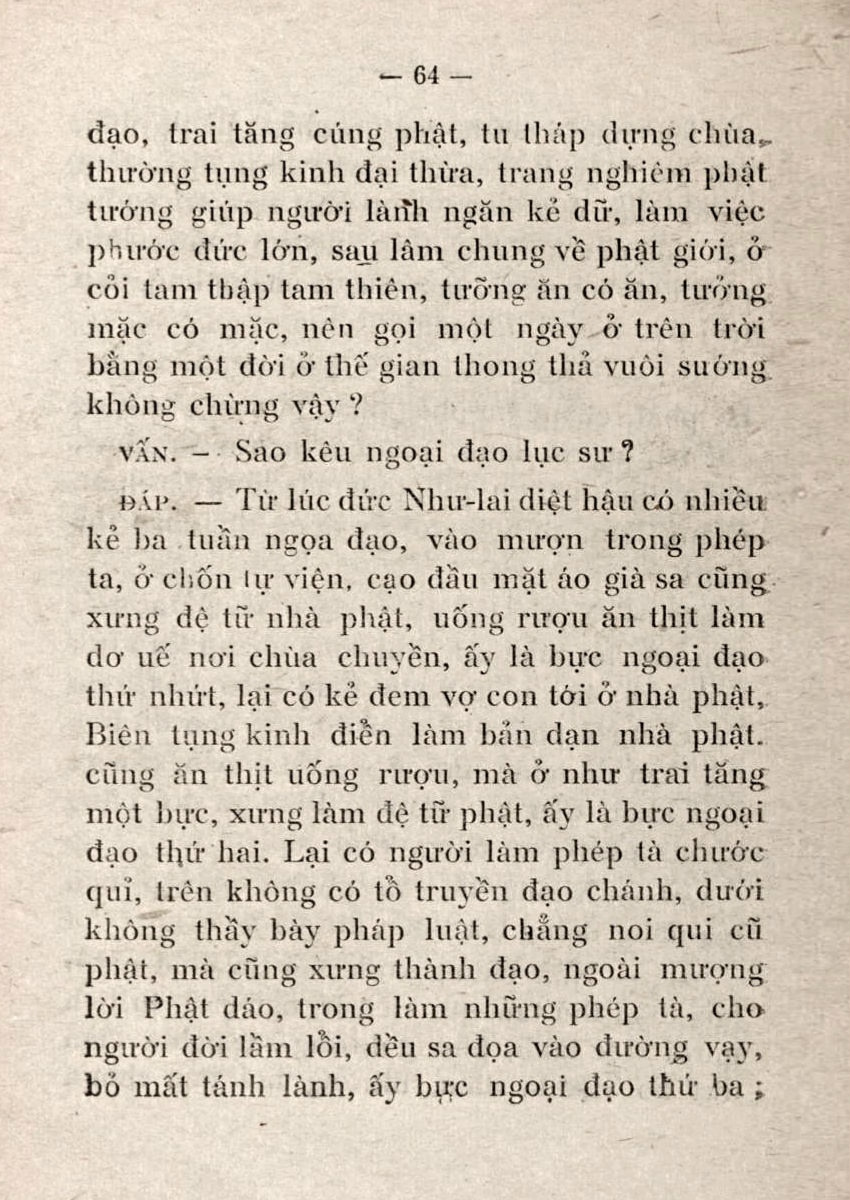 — 64 —
đạo, trai tăng cúng phật, tu tháp dựng chùa,
thường tụng kinh đại thừa, trang nghiêm phật
tướng giúp người lành ngăn kẻ dữ, làm việc
phước đức lớn, sau lâm chung về phật giới, ở
cỏi tam thập tam thiên, tưởng ăn có ăn, tưởng
mặc có mặc, nên gọi một ngày ở trên trời
bằng một đời ở thế gian thong thả vuôi sướng
không chừng vậy ?
VẤN. — Sao kêu ngoại đạo lục sư ?
ĐÁP. — Từ lúc đức Như-lai diệt hậu có nhiều
kẻ ba tuần ngọa đạo, vào mượn trong phép
ta, ở chốn tự viện, cạo đầu mặt áo già sa cũng
xưng đệ tữ nhà phật, uống rượu ăn thịt làm
dơ uế nơi chùa chuyền, ấy là bực ngoại đạo
thứ nhứt, lại có kẻ đem vợ con tới ở nhà phật,
Biên tụng kinh điển làm bản dạn nhà phật.
cũng ăn thịt uống rượu, mà ở như trai tăng
một bực, xưng làm đệ tữ phật, ấy là bực ngoại
đạo thứ hai. Lại có người làm phép tà chước
quỉ, trên không có tổ truyền đạo chánh, dưới
không thầy bày pháp luật, chẳng noi qui cũ
phật, mà cũng xưng thành đạo, ngoài mượng
lời Phật dáo, trong làm những phép tà, cho
người đời lầm lỗi, dều sa đọa vào đường vạy,
bỏ mất tánh lành, ấy bực ngoại đạo thứ ba ;